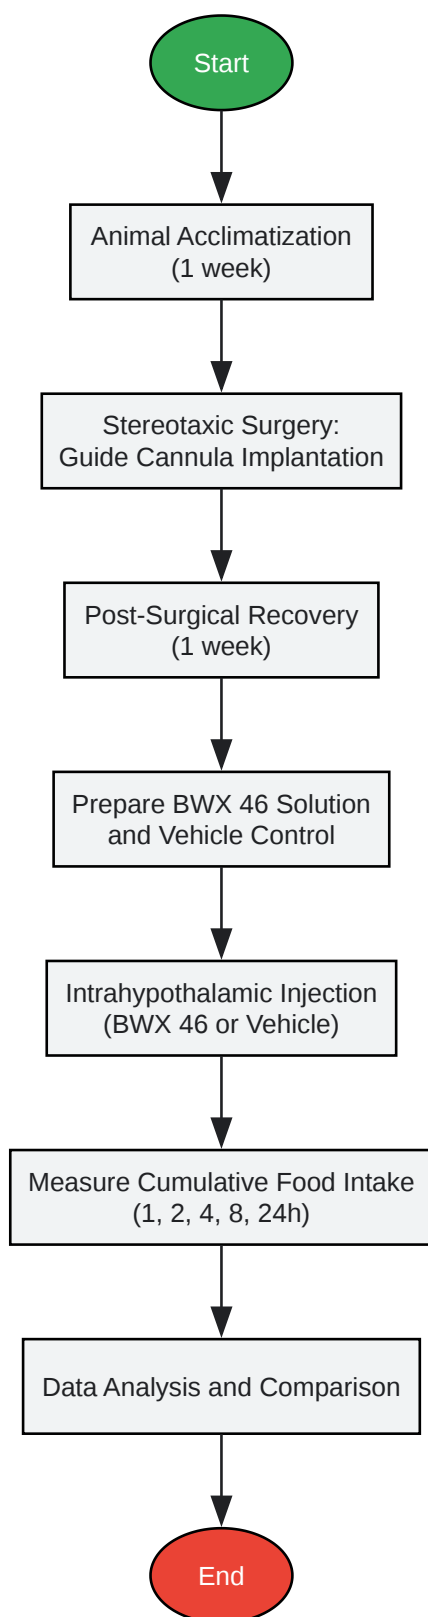 Start
Animal Acclimatization
(1 week)
Stereotaxic Surgery:
Guide Cannula Implantation
Post-Surgical Recovery
(1 week)
Prepare BWX 46 Solution
and Vehicle Control
Intrahypothalamic Injection
(BWX 46 or Vehicle)
Measure Cumulative Food Intake
(1, 2, 4, 8, 24h)
Data Analysis and Comparison
End